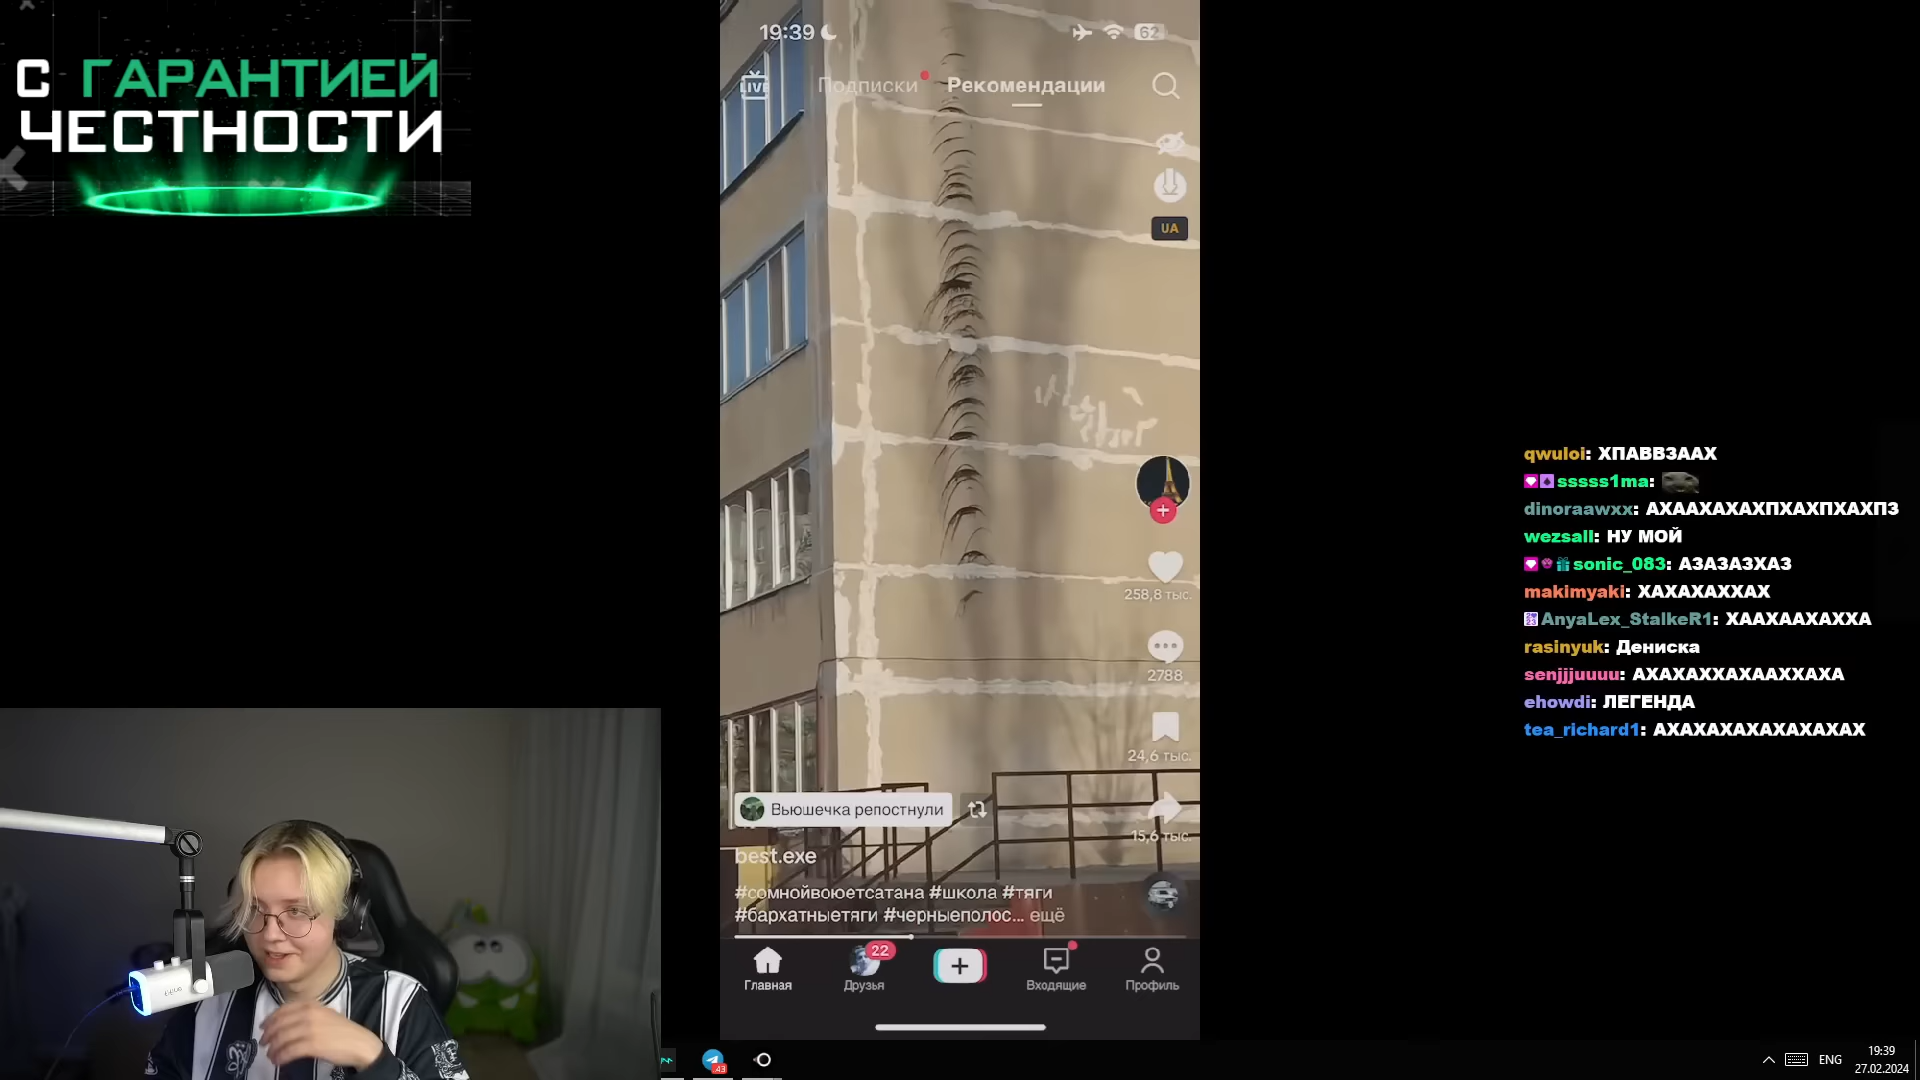 С ГАРАНТИЕЙ
ЧЕСТНОСТИ
19:39
62
LIVE
Подписки
Рекомендации
UA
258,8 тыс.
2788
24,6 тыс.
15,6 тыс.
Вьюшечка репостнули
best.exe
#сомнойвоюетсатана #школа #тяги
#бархатныетяги #черныеполос... ещё
22
Главная
Друзья
Входящие
Профиль
qwuloi: ХПАВВЗААХ
sssss1ma:
dinoraawxx: АХААХАХАХПХАХПХАХПЗ
wezsall: НУ МОЙ
sonic_083: АЗАЗАЗХАЗ
makimyaki: ХАХАХАХХАХ
AnyaLex_StalkeR1: ХААХААХАХХА
rasinyuk: Дениска
senjjjuuuu: АХАХАХХАХААХХАХА
ehowdi: ЛЕГЕНДА
tea_richard1: АХАХАХАХАХАХАХАХ
43
ENG
19:39
27.02.2024